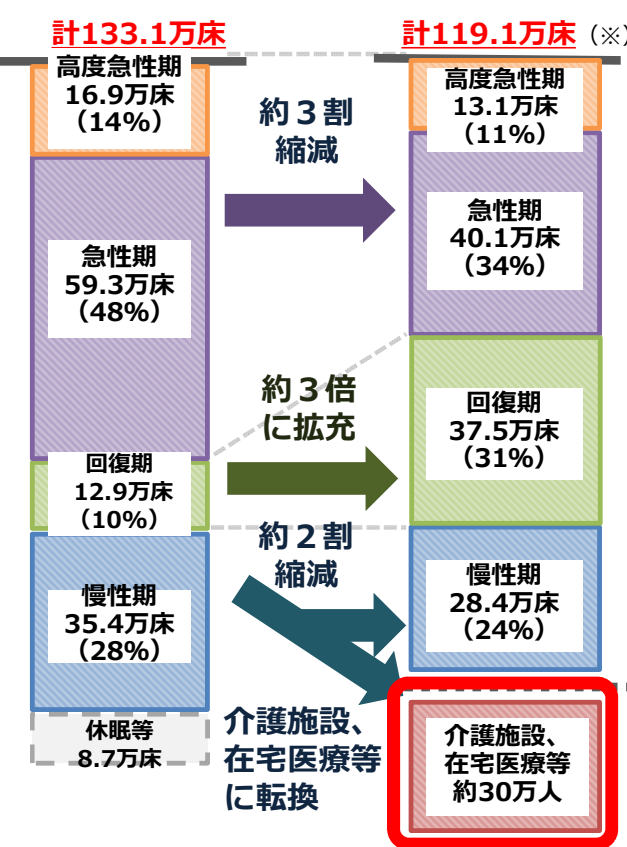 計133.1万床
高度急性期
16.9万床
(14%)
急性期
59.3万床
(48%)
回復期
12.9万床
(10%)
慢性期
35.4万床
(28%)
休眠等
8.7万床
約３割
縮減
約３倍
に拡充
約２割
縮減
介護施設、
在宅医療等
に転換
計119.1万床（※）
高度急性期
13.1万床
(11%)
急性期
40.1万床
(34%)
回復期
37.5万床
(31%)
慢性期
28.4万床
(24%)
介護施設、
在宅医療等
約30万人